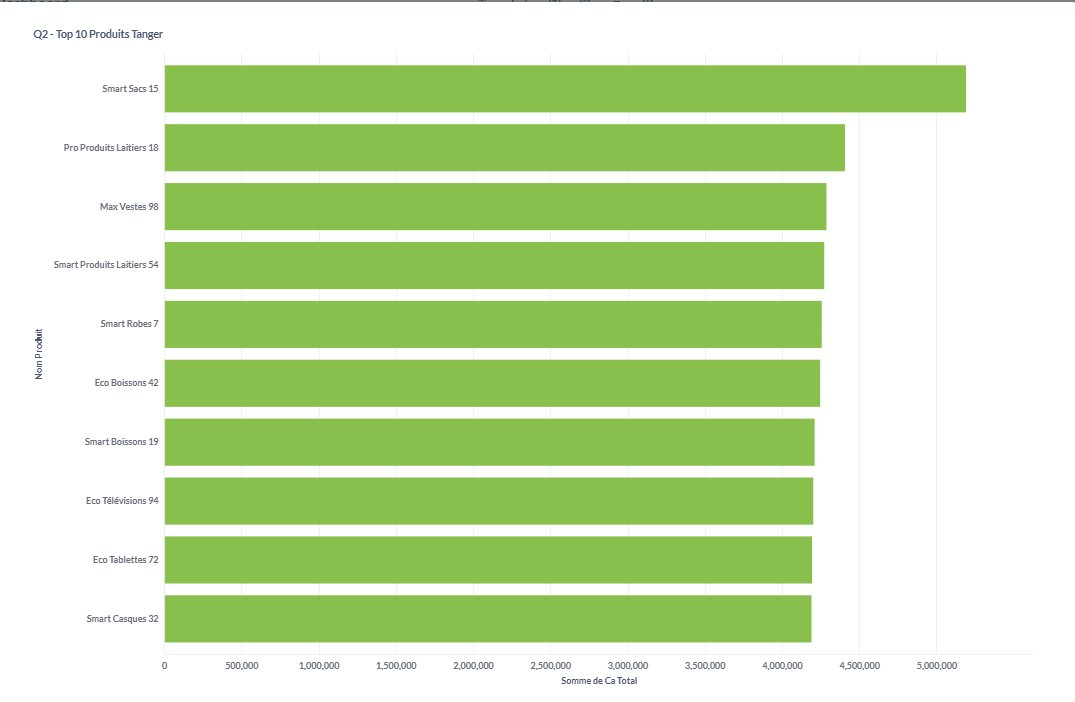 Q2 - Top 10 Produits Tanger
Smart Sacs 15
Pro Produits Laitiers 18
Max Vestes 98
Smart Produits Laitiers 54
Smart Robes 7
Eco Boissons 42
Smart Boissons 19
Eco Télévisions 94
Eco Tablettes 72
Smart Casques 32
Nom Produit
0 500,000 1,000,000 1,500,000 2,000,000 2,500,000 3,000,000 3,500,000 4,000,000 4,500,000 5,000,000
Somme de Ca Total